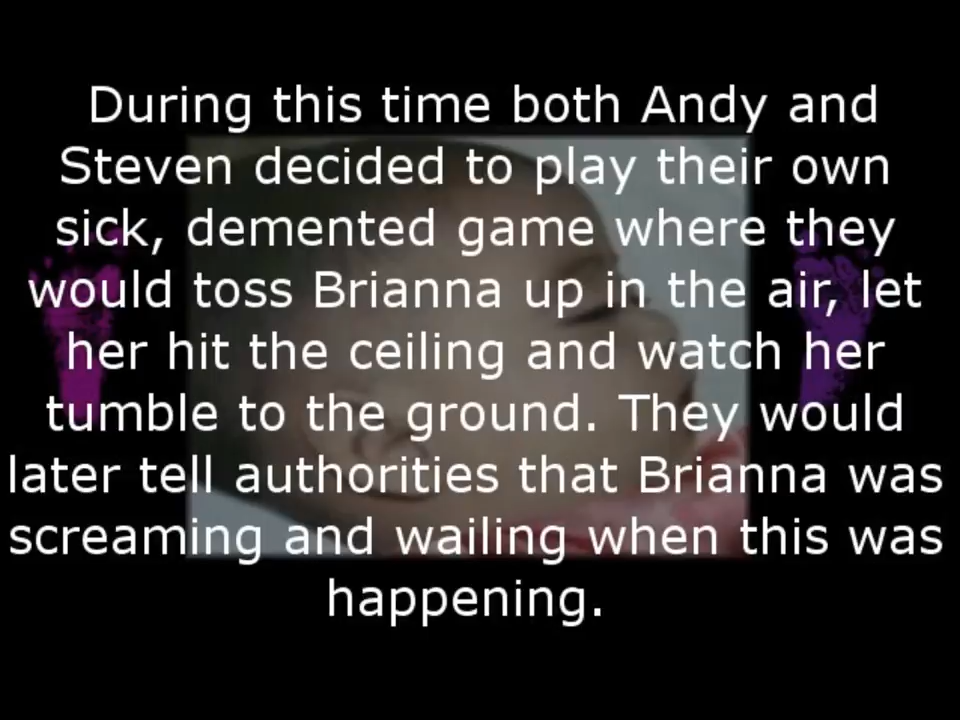 During this time both Andy and
Steven decided to play their own
sick, demented game where they
would toss Brianna up in the air, let
her hit the ceiling and watch her
tumble to the ground. They would
later tell authorities that Brianna was
screaming and wailing when this was
happening.